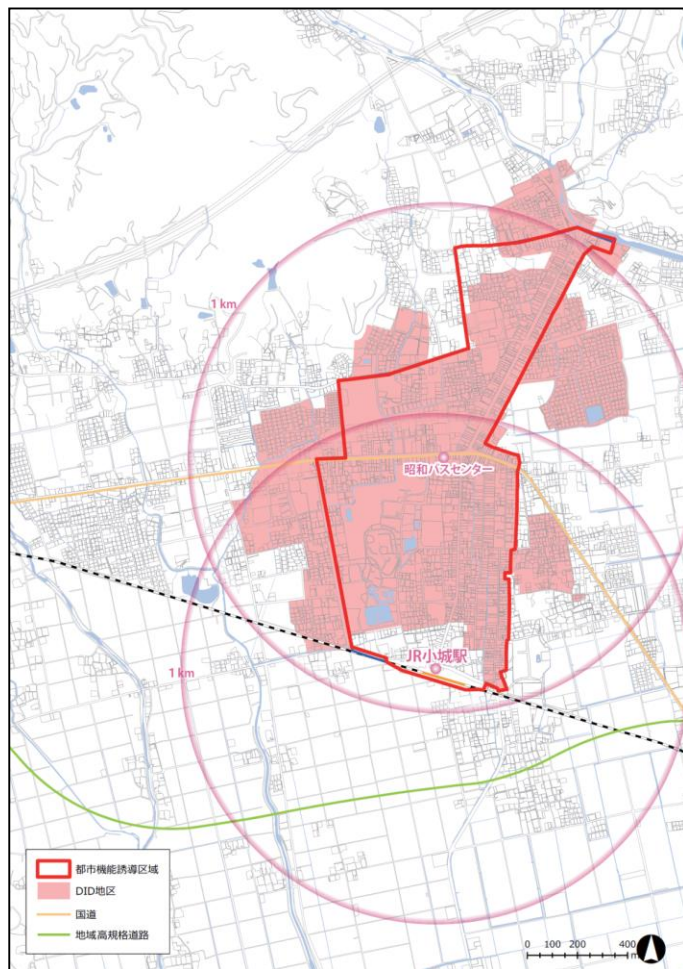 1 km
昭和バスセンター
JR小城駅
1 km
都市機能誘導区域
DID地区
国道
地域高規格道路
0 100 200 400
m